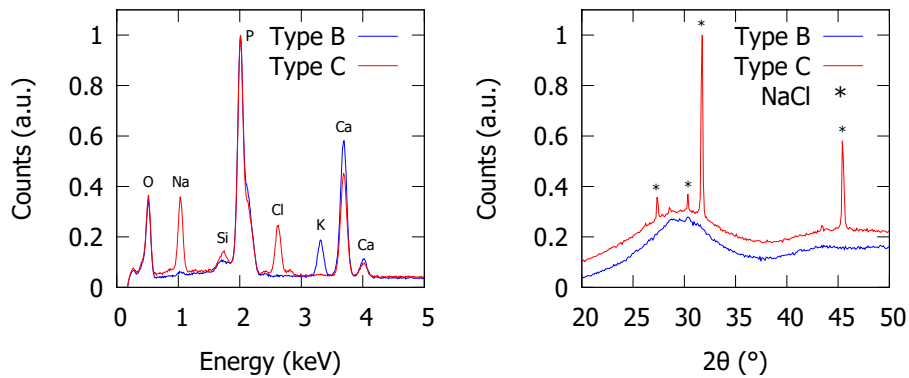 Counts (a.u.)
1
0.8
0.6
0.4
0.2
0
0 1 2 3 4 5
Energy (keV)
Type B
Type C
O
Na
Si
P
Cl
K
Ca
Ca
Counts (a.u.)
1
0.8
0.6
0.4
0.2
0
20 25 30 35 40 45 50
2θ (°)
Type B
Type C
NaCl *
*
*
*
*